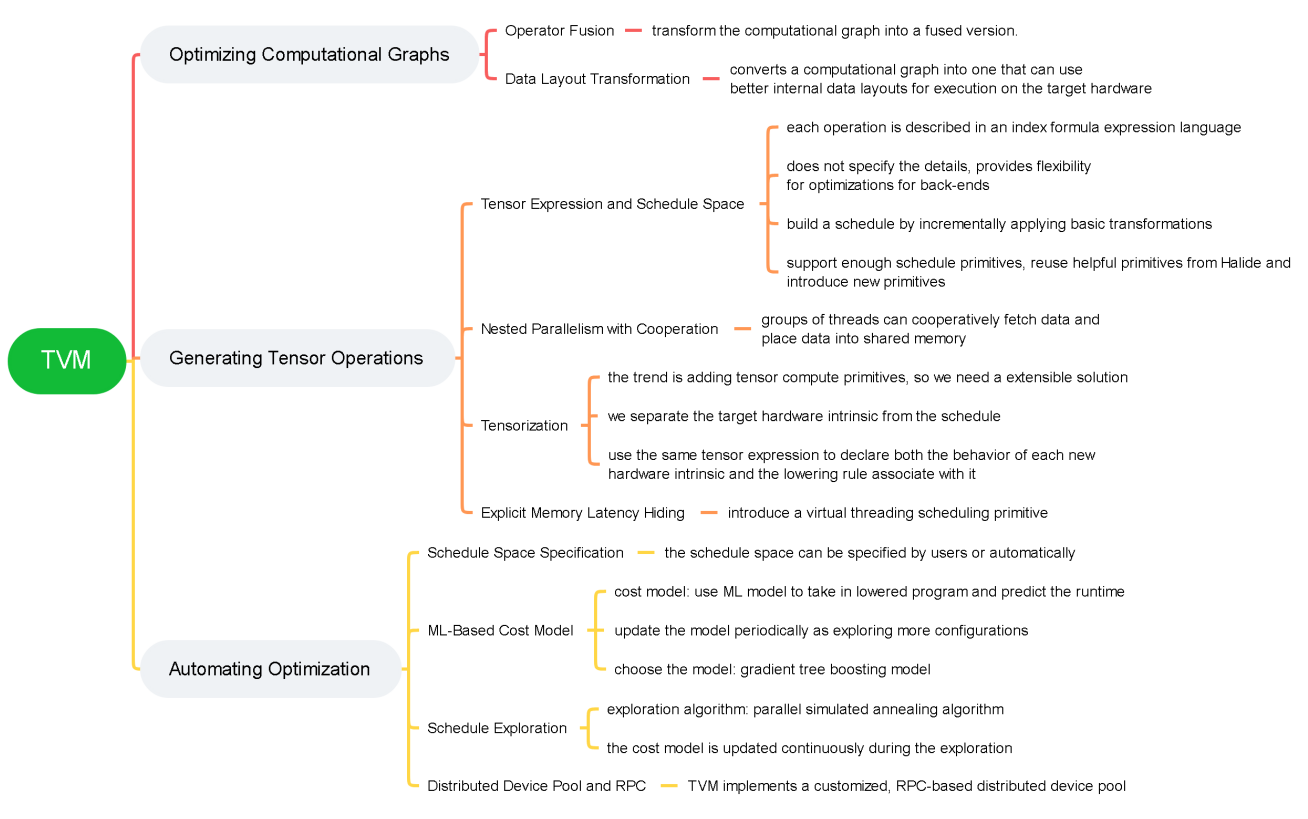 TVM
Optimizing Computational Graphs
Operator Fusion
transform the computational graph into a fused version.
Data Layout Transformation
converts a computational graph into one that can use
better internal data layouts for execution on the target hardware
Generating Tensor Operations
Tensor Expression and Schedule Space
each operation is described in an index formula expression language
does not specify the details, provides flexibility
for optimizations for back-ends
build a schedule by incrementally applying basic transformations
support enough schedule primitives, reuse helpful primitives from Halide and
introduce new primitives
Nested Parallelism with Cooperation
groups of threads can cooperatively fetch data and
place data into shared memory
Tensorization
the trend is adding tensor compute primitives, so we need a extensible solution
we separate the target hardware intrinsic from the schedule
use the same tensor expression to declare both the behavior of each new
hardware intrinsic and the lowering rule associate with it
Explicit Memory Latency Hiding
introduce a virtual threading scheduling primitive
Automating Optimization
Schedule Space Specification
the schedule space can be specified by users or automatically
ML-Based Cost Model
cost model: use ML model to take in lowered program and predict the runtime
update the model periodically as exploring more configurations
choose the model: gradient tree boosting model
Schedule Exploration
exploration algorithm: parallel simulated annealing algorithm
the cost model is updated continuously during the exploration
Distributed Device Pool and RPC
TVM implements a customized, RPC-based distributed device pool